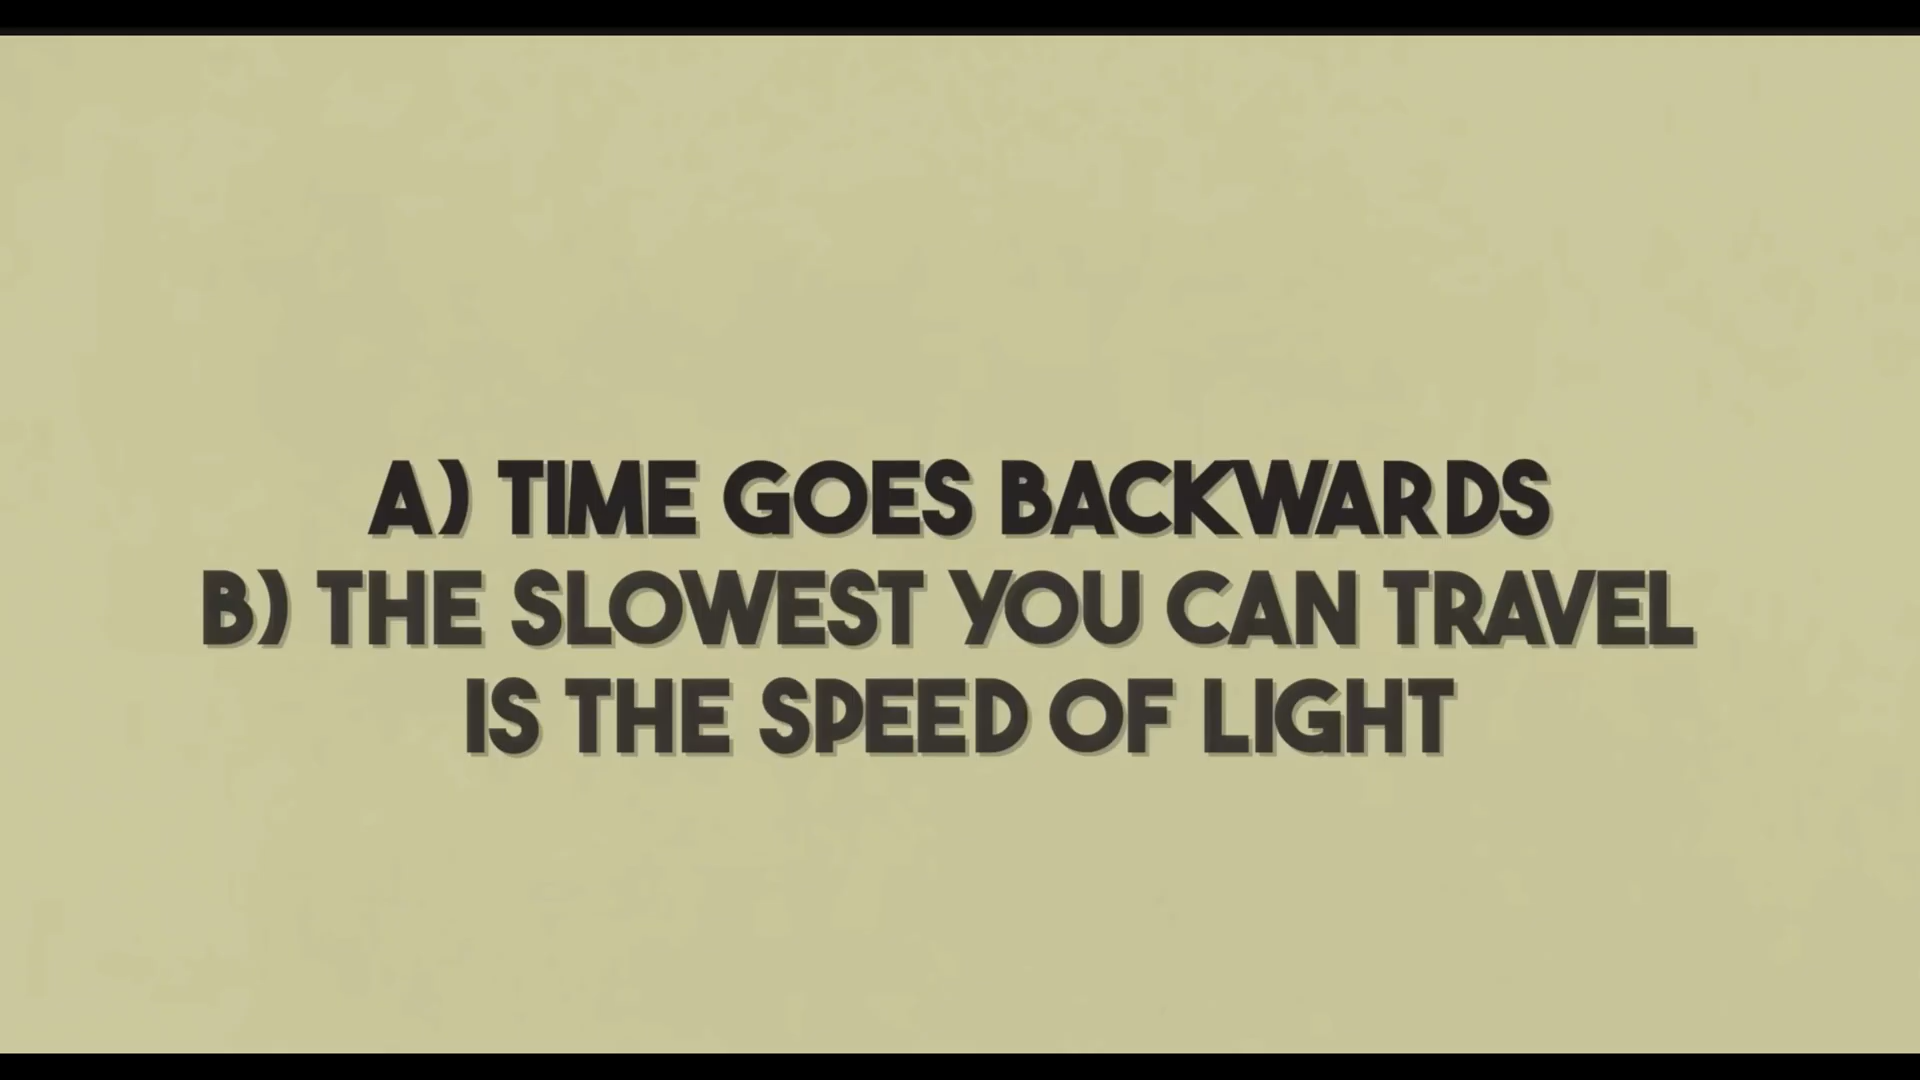 A) TIME GOES BACKWARDS
B) THE SLOWEST YOU CAN TRAVEL
IS THE SPEED OF LIGHT